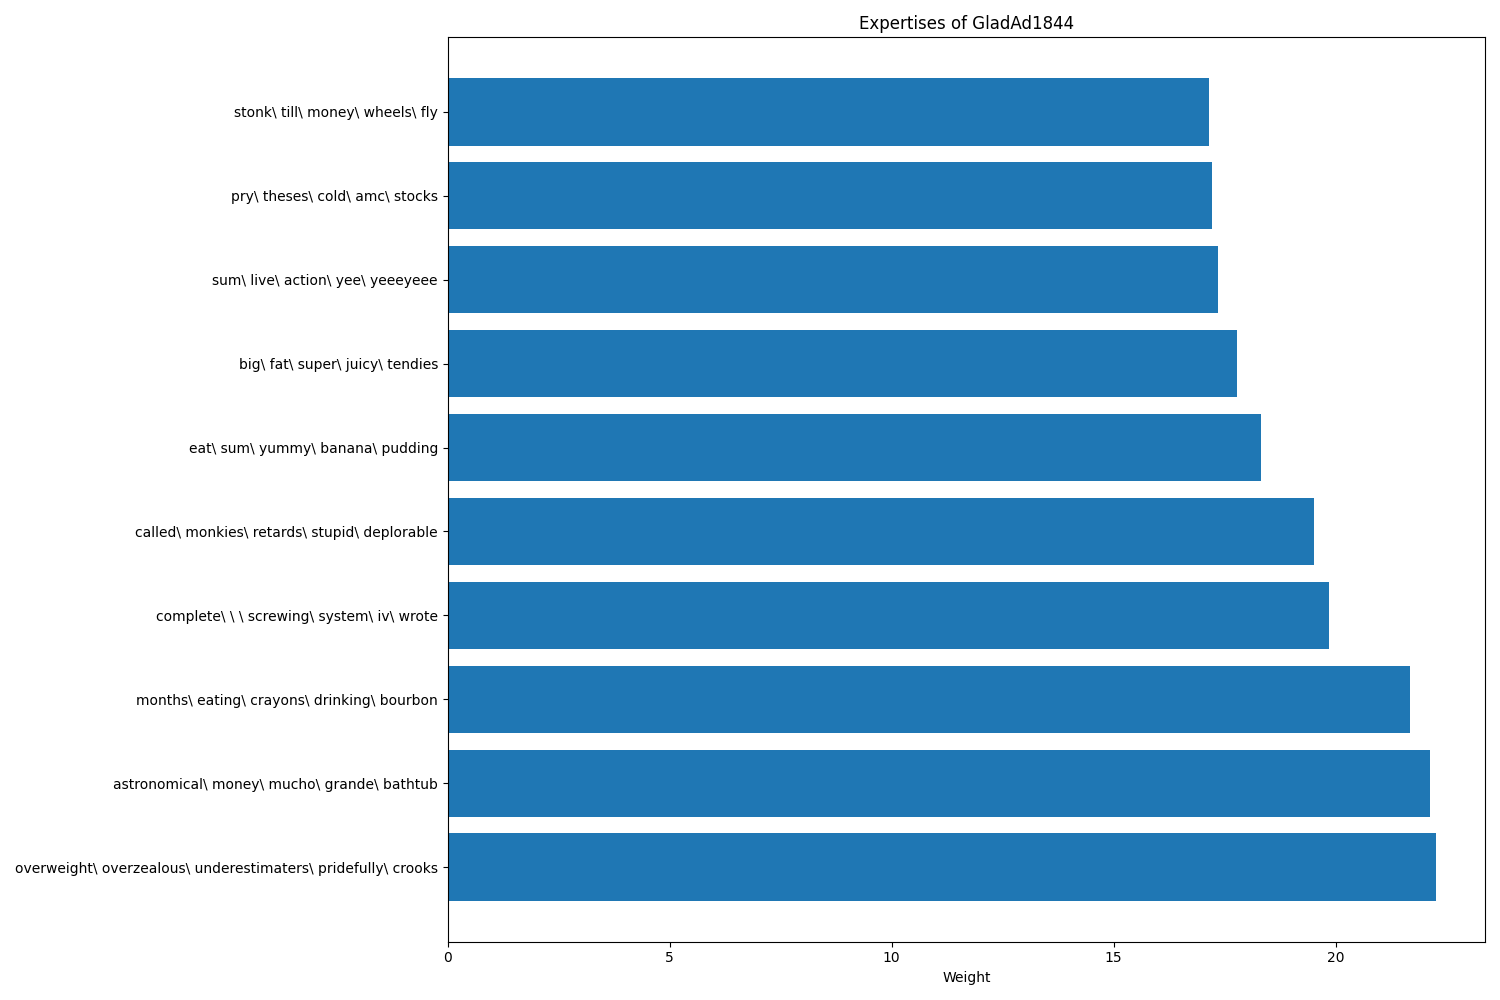 Expertises of GladAd1844
stonk\ till\ money\ wheels\ fly
pry\ theses\ cold\ amc\ stocks
sum\ live\ action\ yee\ yeeeyeee
big\ fat\ super\ juicy\ tendies
eat\ sum\ yummy\ banana\ pudding
called\ monkies\ retards\ stupid\ deplorable
complete\ \ \ screwing\ system\ iv\ wrote
months\ eating\ crayons\ drinking\ bourbon
astronomical\ money\ mucho\ grande\ bathtub
overweight\ overzealous\ underestimaters\ pridefully\ crooks
0 5 10 15 20
Weight